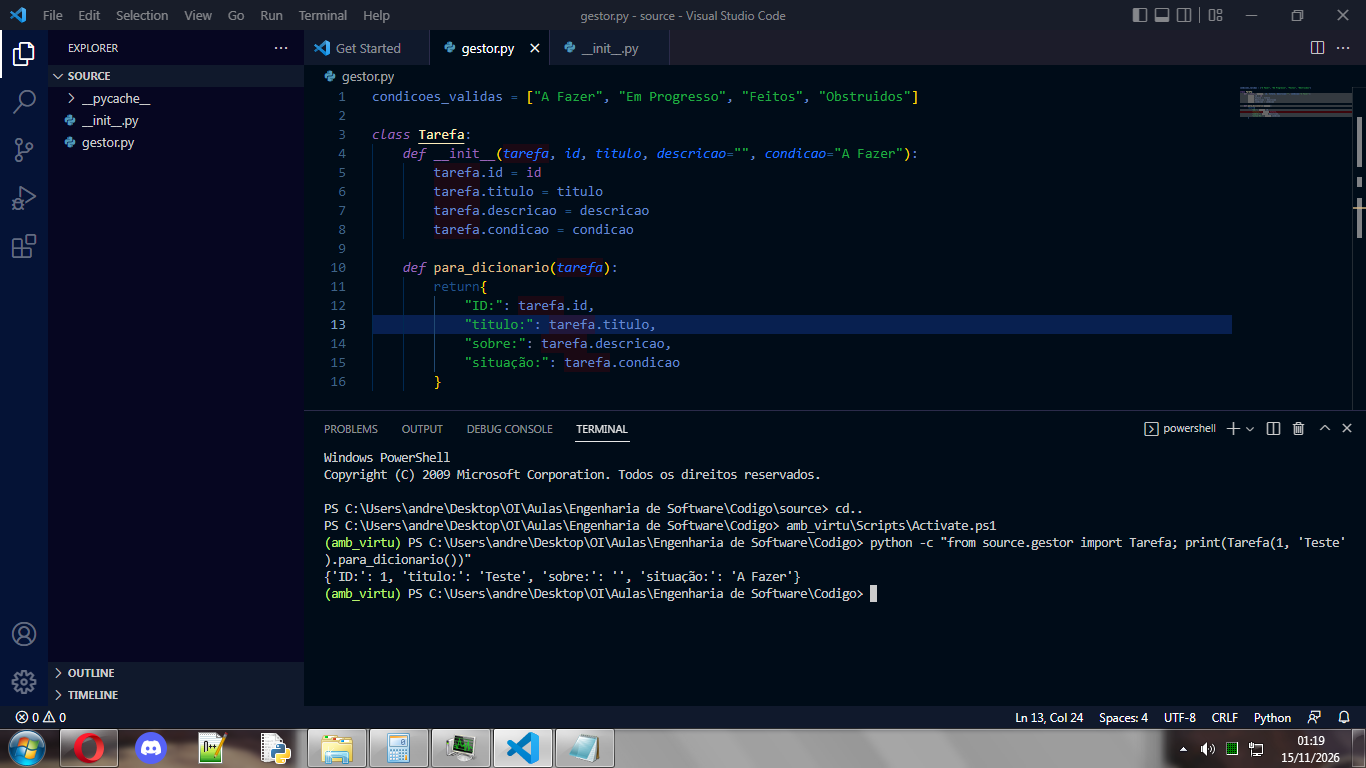 File Edit Selection View Go Run Terminal Help
gestor.py - source - Visual Studio Code
EXPLORER
SOURCE
__pycache__
__init__.py
gestor.py
OUTLINE
TIMELINE
Get Started
gestor.py
__init__.py
gestor.py
1 condicoes_validas = ["A Fazer", "Em Progresso", "Feitos", "Obstruidos"]
2
3 class Tarefa:
4 def __init__(tarefa, id, titulo, descricao="", condicao="A Fazer"):
5 tarefa.id = id
6 tarefa.titulo = titulo
7 tarefa.descricao = descricao
8 tarefa.condicao = condicao
9
10 def para_dicionario(tarefa):
11 return{
12 "ID:": tarefa.id,
13 "titulo:": tarefa.titulo,
14 "sobre:": tarefa.descricao,
15 "situação:": tarefa.condicao
16 }
PROBLEMS OUTPUT DEBUG CONSOLE TERMINAL
powershell
Windows PowerShell
Copyright (C) 2009 Microsoft Corporation. Todos os direitos reservados.
PS C:\Users\andre\Desktop\OI\Aulas\Engenharia de Software\Codigo\source> cd..
PS C:\Users\andre\Desktop\OI\Aulas\Engenharia de Software\Codigo> amb_virtu\Scripts\Activate.ps1
(amb_virtu) PS C:\Users\andre\Desktop\OI\Aulas\Engenharia de Software\Codigo> python -c "from source.gestor import Tarefa; print(Tarefa(1, 'Teste'
).para_dicionario())"
{'ID:': 1, 'titulo:': 'Teste', 'sobre:': '', 'situação:': 'A Fazer'}
(amb_virtu) PS C:\Users\andre\Desktop\OI\Aulas\Engenharia de Software\Codigo>
0 0
Ln 13, Col 24 Spaces: 4 UTF-8 CRLF Python
01:19
15/11/2026